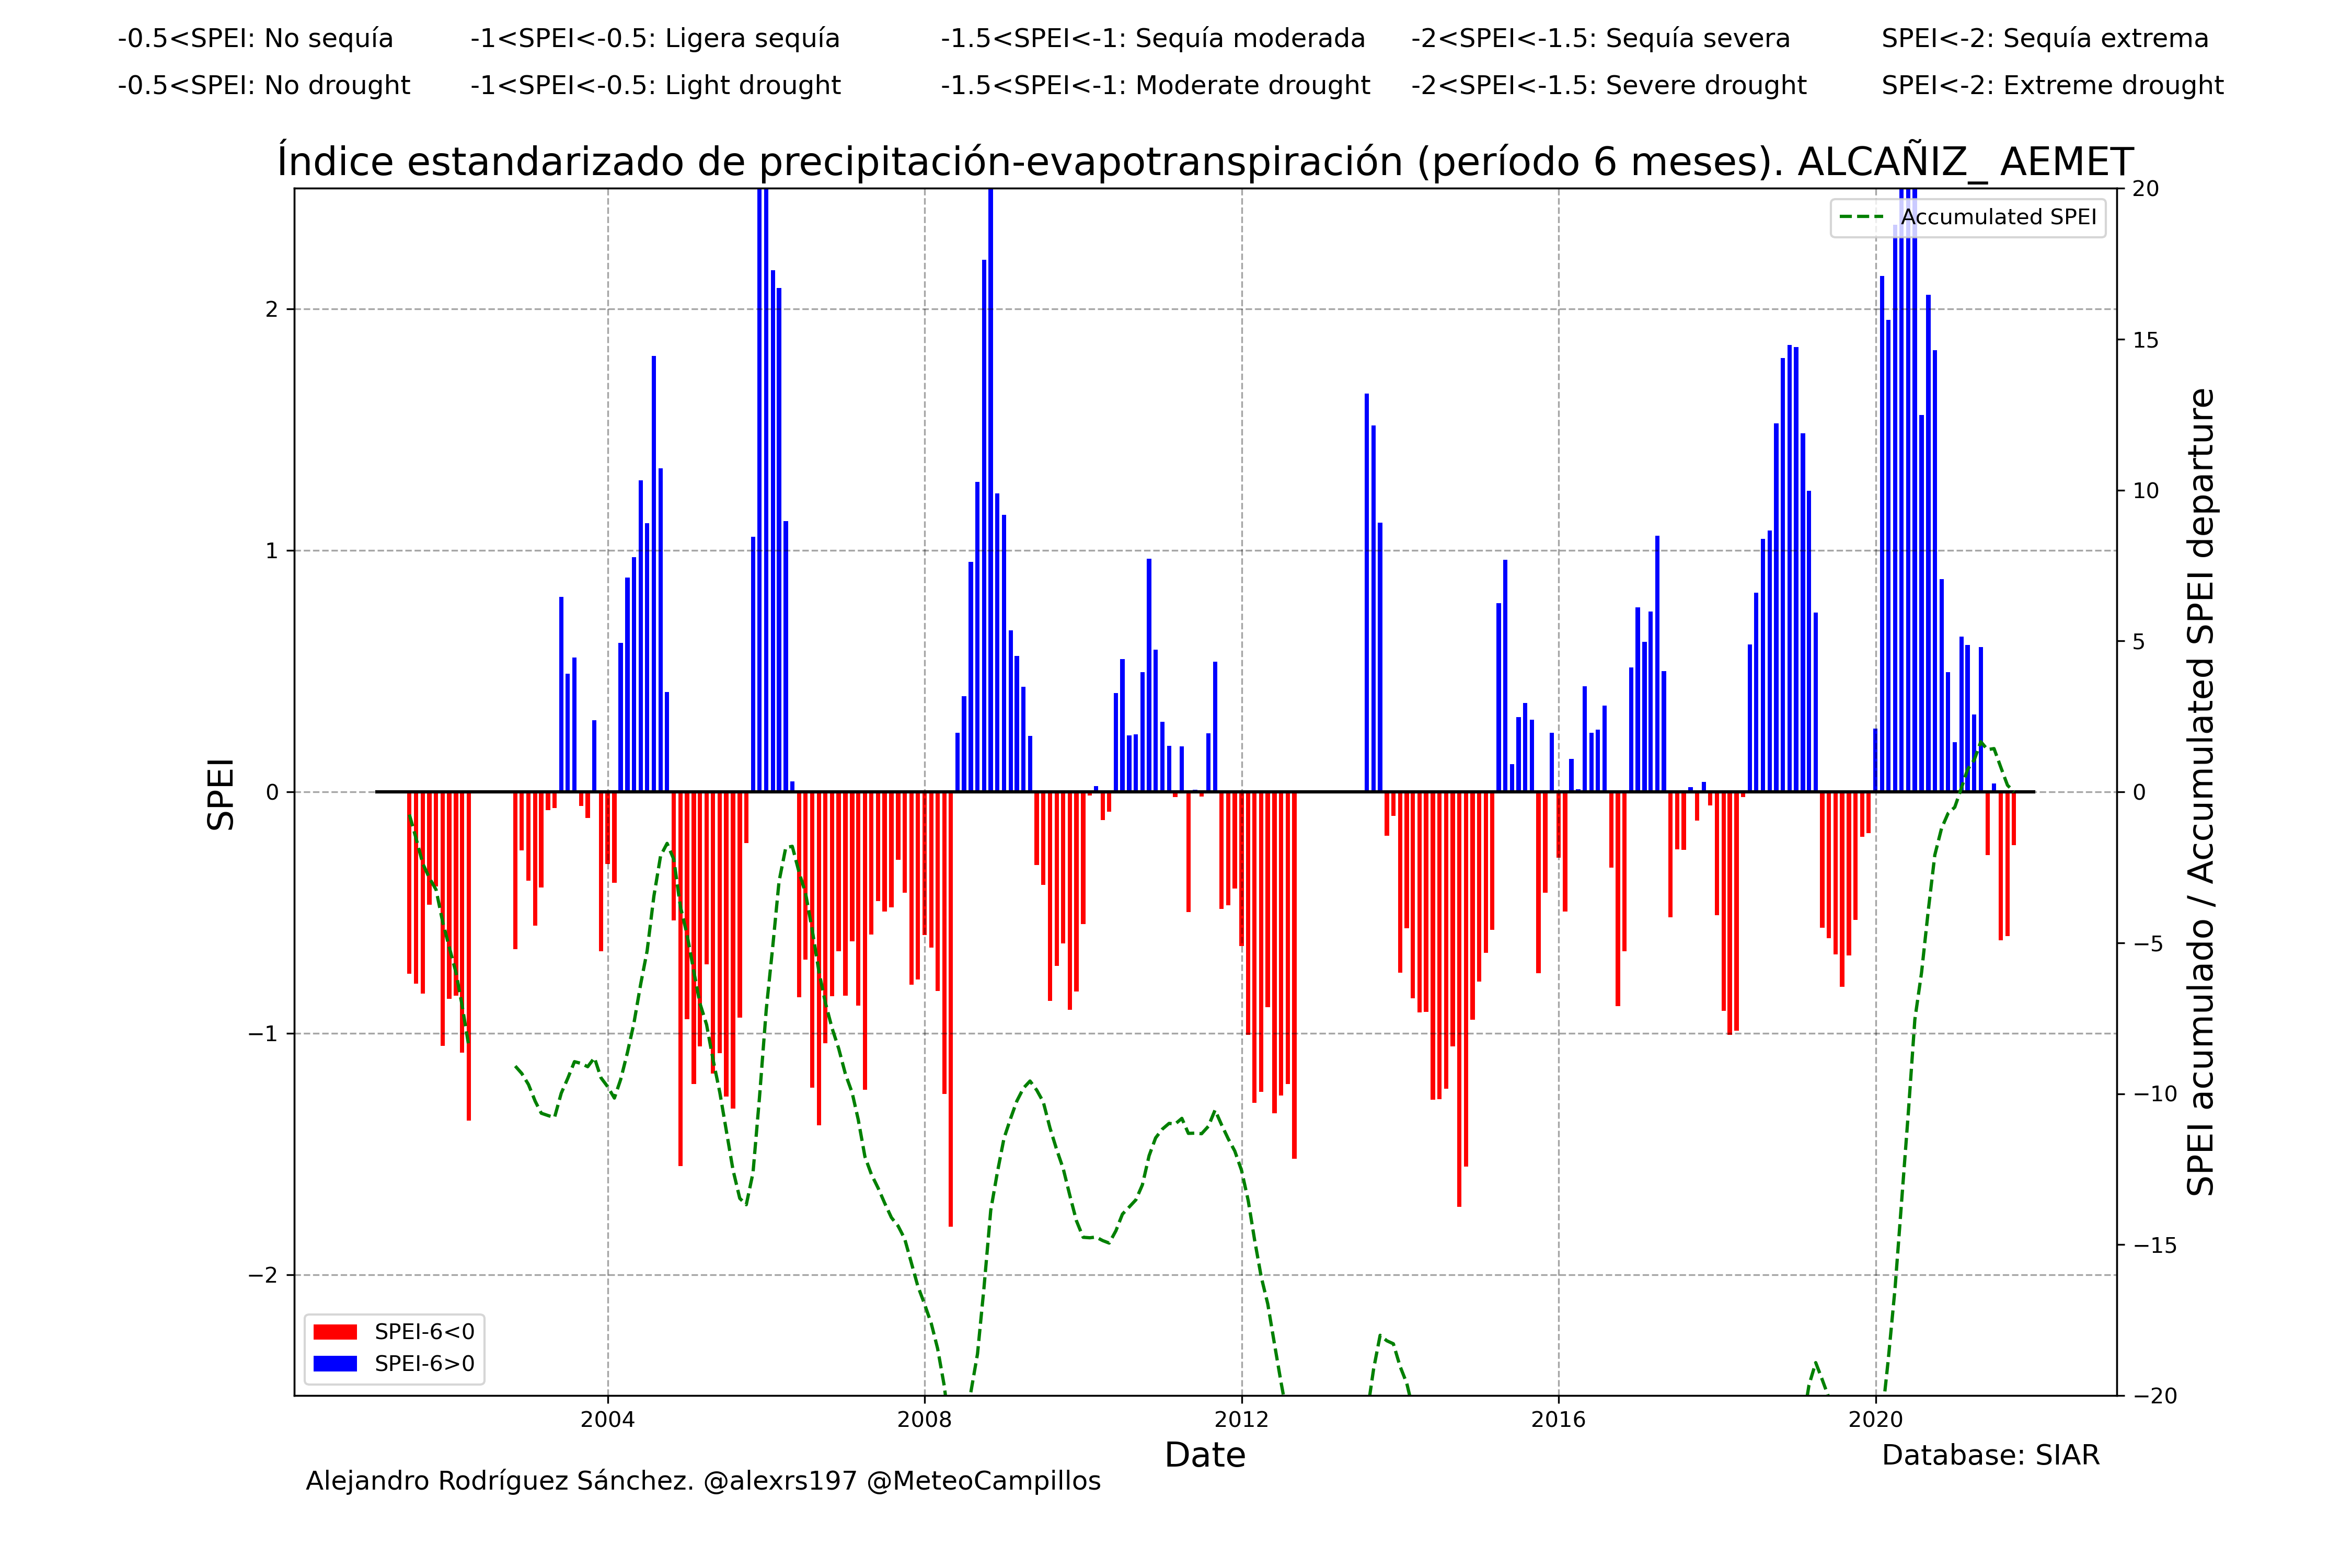 -0.5<SPEI: No sequía -1<SPEI<-0.5: Ligera sequía -1.5<SPEI<-1: Sequía moderada -2<SPEI<-1.5: Sequía severa SPEI<-2: Sequía extrema
-0.5<SPEI: No drought -1<SPEI<-0.5: Light drought -1.5<SPEI<-1: Moderate drought -2<SPEI<-1.5: Severe drought SPEI<-2: Extreme drought
Índice estandarizado de precipitación-evapotranspiración (período 6 meses). ALCAÑIZ_ AEMET
Accumulated SPEI
SPEI
2
1
0
−1
−2
20
15
10
5
0
−5
−10
−15
−20
SPEI acumulado / Accumulated SPEI departure
SPEI-6<0
SPEI-6>0
2004 2008 2012 2016 2020
Date
Database: SIAR
Alejandro Rodríguez Sánchez. @alexrs197 @MeteoCampillos